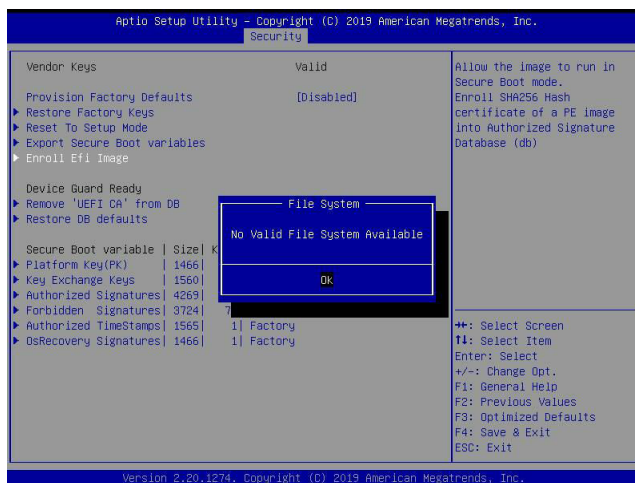 Aptio Setup Utility – Copyright (C) 2019 American Megatrends, Inc.
Security
Vendor Keys Valid
Provision Factory Defaults [Disabled]
Restore Factory Keys
Reset To Setup Mode
Export Secure Boot variables
Enroll Efi Image
Device Guard Ready
Remove 'UEFI CA' from DB
Restore DB defaults
Secure Boot variable | Size| K
Platform Key(PK) | 1466|
Key Exchange Keys | 1560|
Authorized Signatures| 4269|
Forbidden Signatures| 3724| 7
Authorized TimeStamps| 1565| 1| Factory
OsRecovery Signatures| 1466| 1| Factory
File System
No Valid File System Available
Ok
Allow the image to run in
Secure Boot mode.
Enroll SHA256 Hash
certificate of a PE image
into Authorized Signature
Database (db)
→←: Select Screen
↑↓: Select Item
Enter: Select
+/-: Change Opt.
F1: General Help
F2: Previous Values
F3: Optimized Defaults
F4: Save & Exit
ESC: Exit
Version 2.20.1274. Copyright (C) 2019 American Megatrends, Inc.